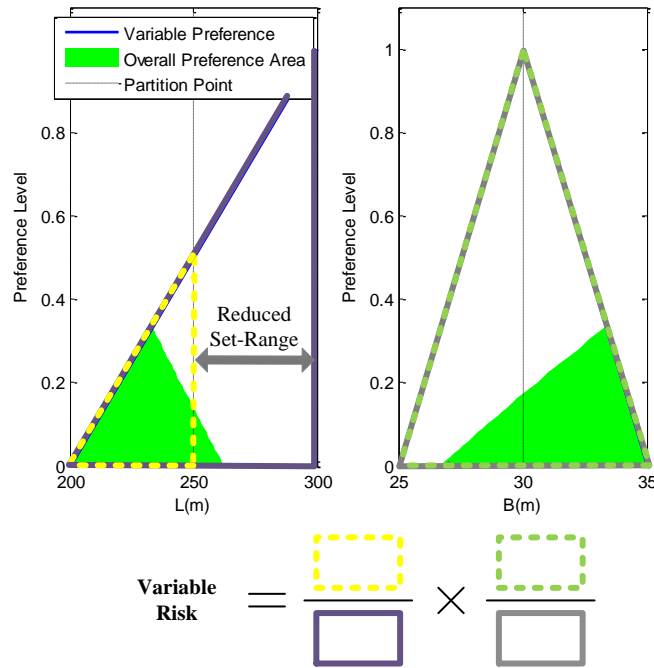 Variable Preference
Overall Preference Area
Partition Point
Preference Level
0.8
0.6
0.4
0.2
0
200
250
300
L(m)
Reduced
Set-Range
Preference Level
1
0.8
0.6
0.4
0.2
0
25
30
35
B(m)
Variable
Risk
=
×